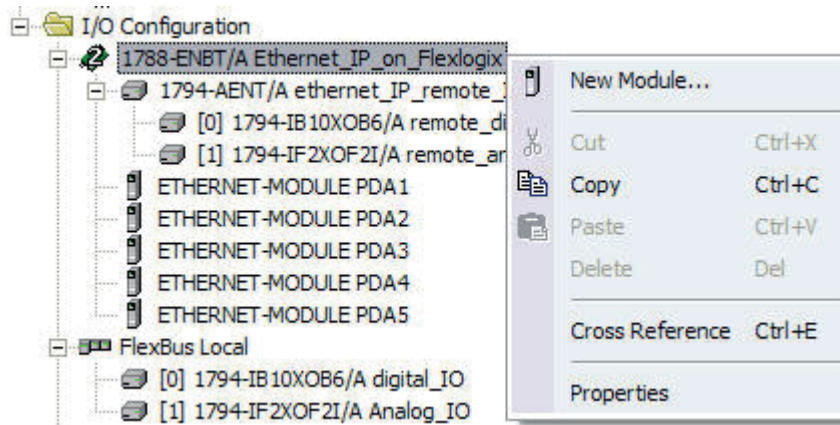 I/O Configuration
1788-ENBT/A Ethernet_IP_on_Flexlogix
1794-AENT/A ethernet_IP_remote_
[0] 1794-IB10XOB6/A remote_di
[1] 1794-IF2XOF2I/A remote_ar
ETHERNET-MODULE PDA1
ETHERNET-MODULE PDA2
ETHERNET-MODULE PDA3
ETHERNET-MODULE PDA4
ETHERNET-MODULE PDA5
FlexBus Local
[0] 1794-IB10XOB6/A digital_IO
[1] 1794-IF2XOF2I/A Analog_IO
New Module...
Cut Ctrl+X
Copy Ctrl+C
Paste Ctrl+V
Delete Del
Cross Reference Ctrl+E
Properties